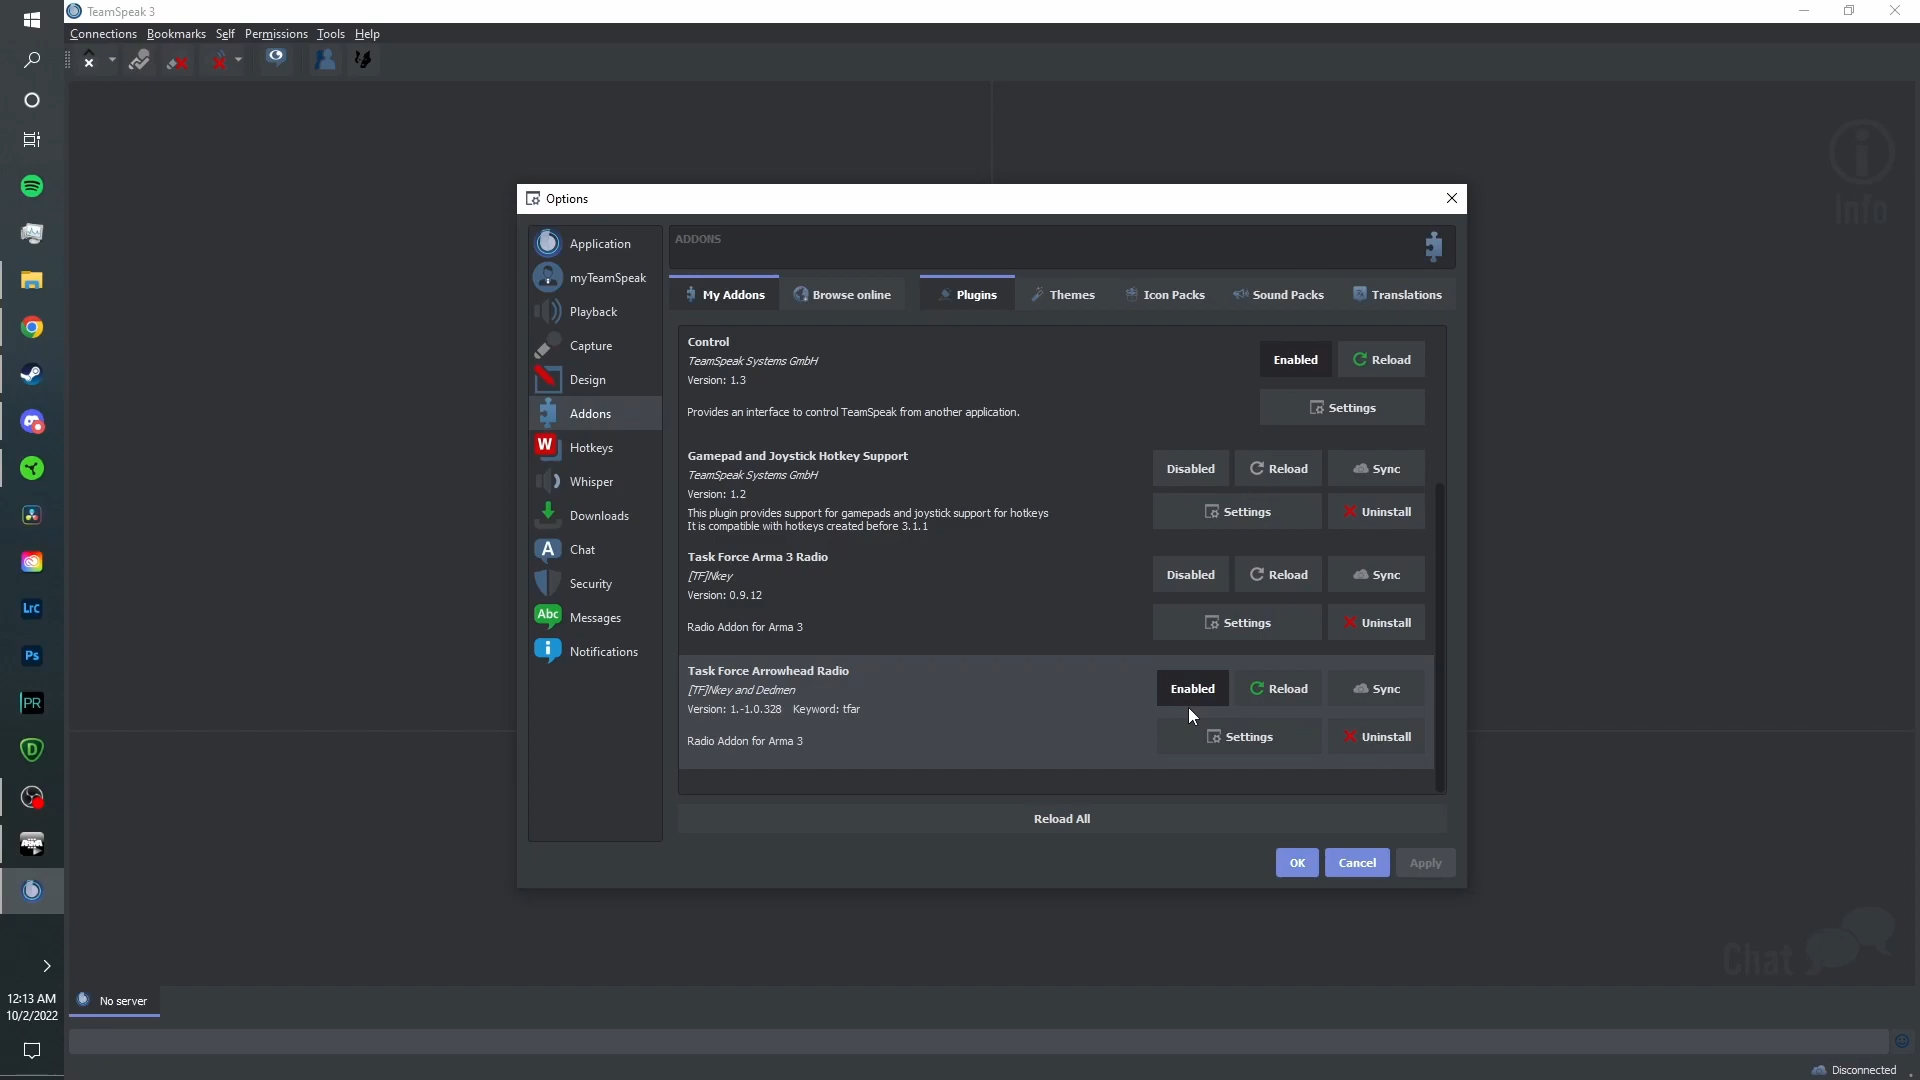 TeamSpeak 3
Connections Bookmarks Self Permissions Tools Help
Info
Options
Application
myTeamSpeak
Playback
Capture
Design
Addons
Hotkeys
Whisper
Downloads
Chat
Security
Messages
Notifications
W
A
Abc
i
ADDONS
My Addons Browse online Plugins Themes Icon Packs Sound Packs Translations
Control
TeamSpeak Systems GmbH
Version: 1.3
Provides an interface to control TeamSpeak from another application.
Enabled Reload
Settings
Gamepad and Joystick Hotkey Support
TeamSpeak Systems GmbH
Version: 1.2
This plugin provides support for gamepads and joystick support for hotkeys
It is compatible with hotkeys created before 3.1.1
Disabled Reload Sync
Settings Uninstall
Task Force Arma 3 Radio
[TF]Nkey
Version: 0.9.12
Radio Addon for Arma 3
Disabled Reload Sync
Settings Uninstall
Task Force Arrowhead Radio
[TF]Nkey and Dedmen
Version: 1.-1.0.328 Keyword: tfar
Radio Addon for Arma 3
Enabled Reload Sync
Settings Uninstall
Reload All
OK Cancel Apply
Chat
Lrc
Ps
PR
D
ARMA
12:13 AM
10/2/2022
No server
Disconnected